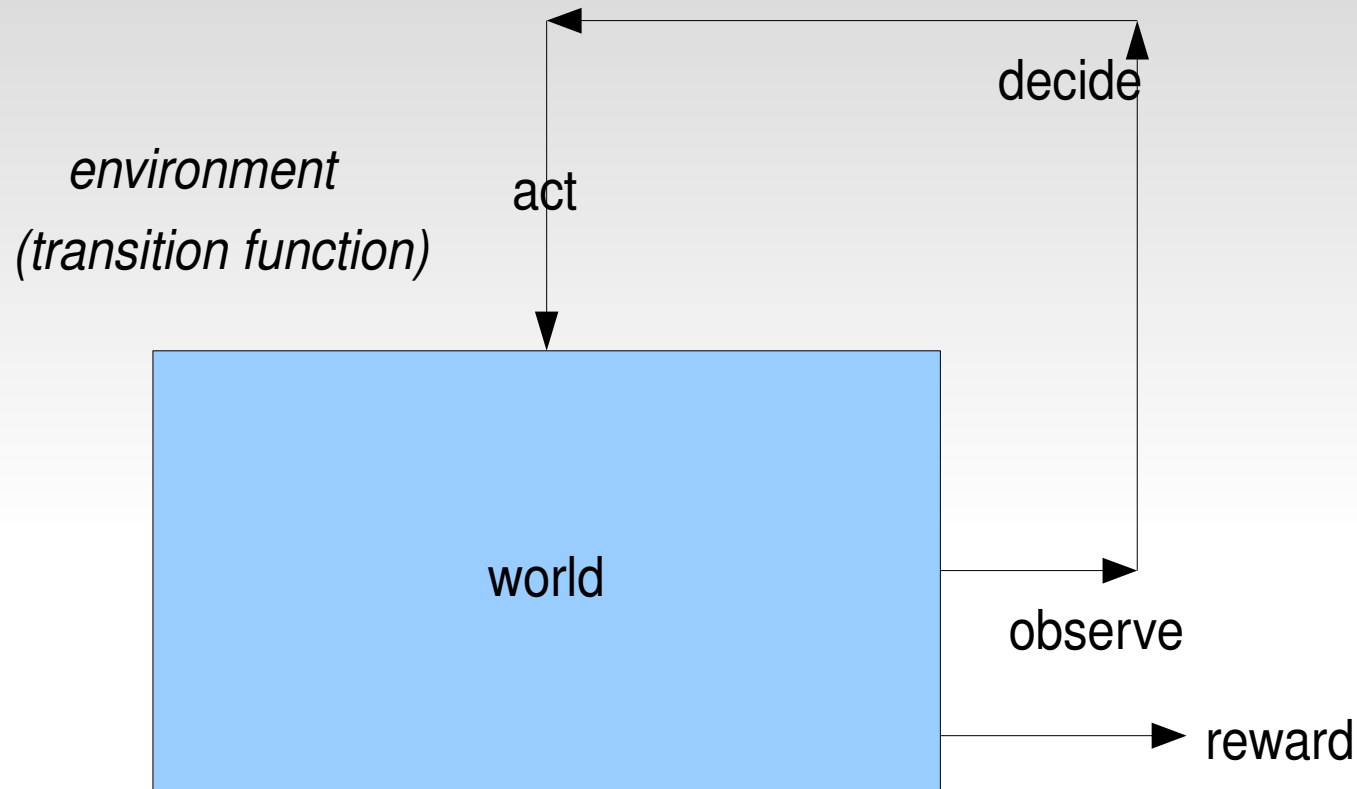 decide
environment
act
(transition function)
world
observe
reward